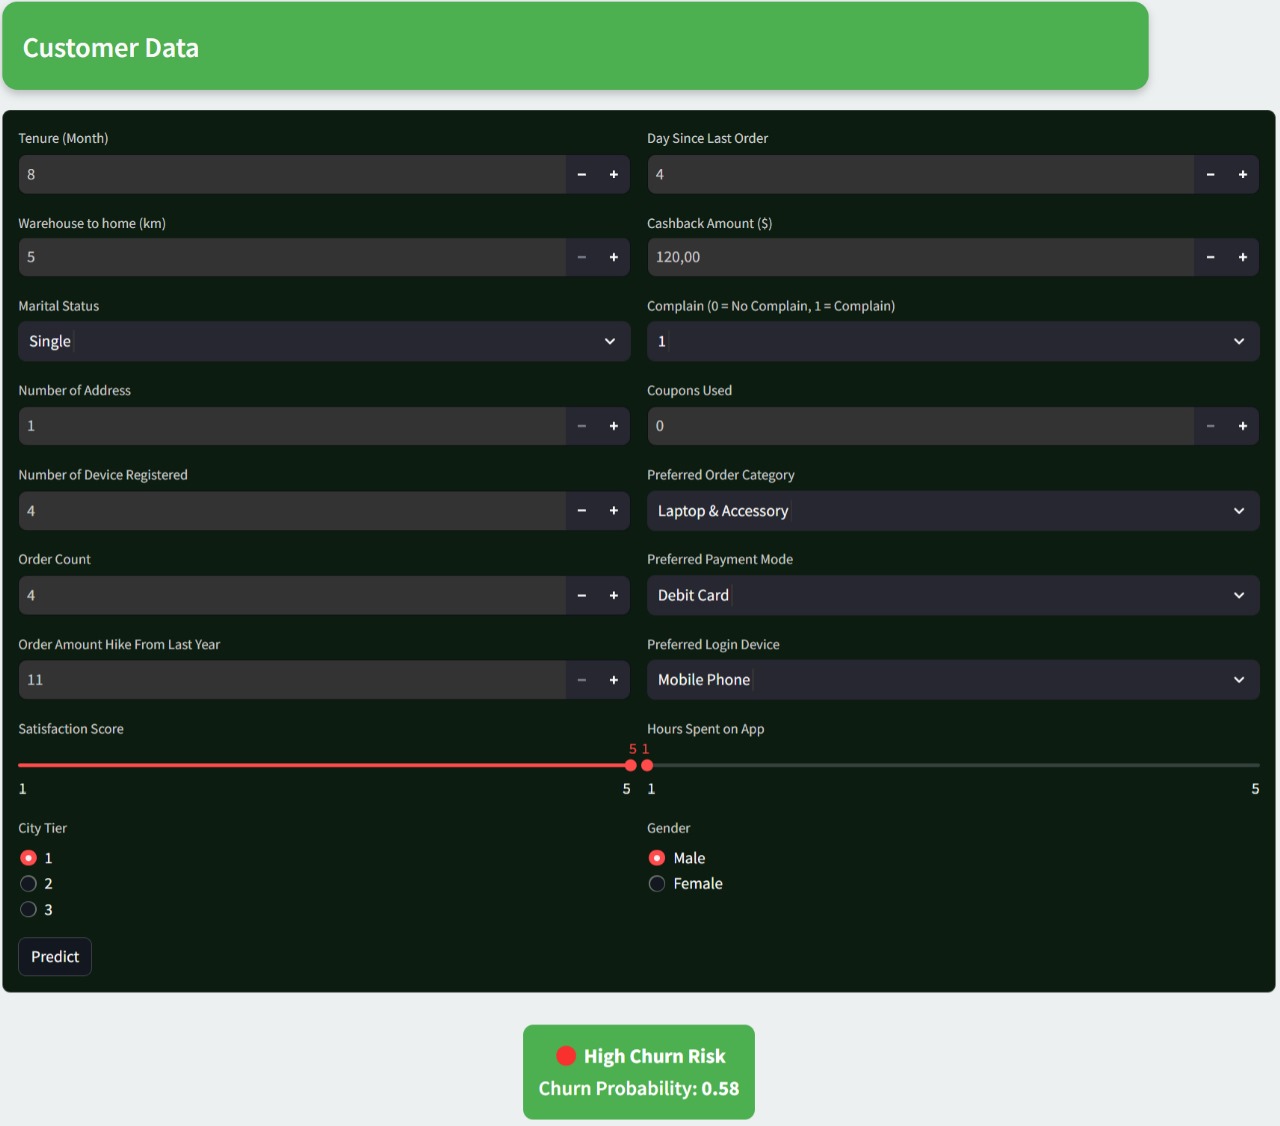 Customer Data
Tenure (Month)
8
Day Since Last Order
4
Warehouse to home (km)
5
Cashback Amount ($)
120,00
Marital Status
Single
Complain (0 = No Complain, 1 = Complain)
1
Number of Address
1
Coupons Used
0
Number of Device Registered
4
Preferred Order Category
Laptop & Accessory
Order Count
4
Preferred Payment Mode
Debit Card
Order Amount Hike From Last Year
11
Preferred Login Device
Mobile Phone
Satisfaction Score
5
1 5
Hours Spent on App
1
1 5
City Tier
1
2
3
Gender
Male
Female
Predict
High Churn Risk
Churn Probability: 0.58